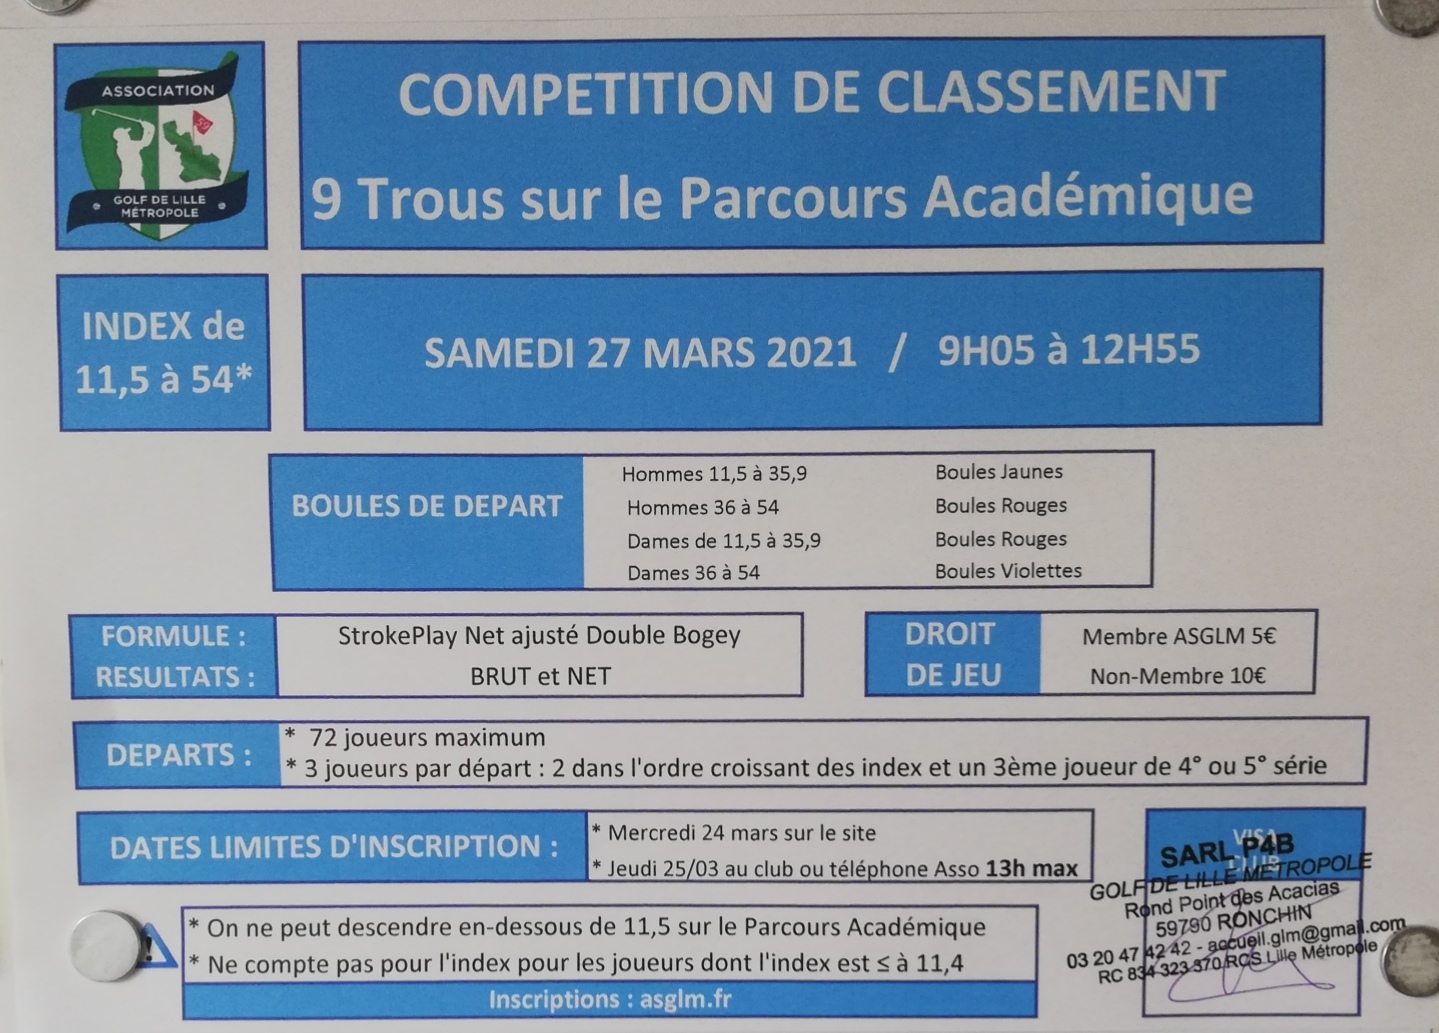 ASSOCIATION
59
GOLF DE LILLE
MÉTROPOLE
COMPETITION DE CLASSEMENT
9 Trous sur le Parcours Académique
INDEX de
11,5 à 54*
SAMEDI 27 MARS 2021 / 9H05 à 12H55
BOULES DE DEPART
Hommes 11,5 à 35,9 Boules Jaunes
Hommes 36 à 54 Boules Rouges
Dames de 11,5 à 35,9 Boules Rouges
Dames 36 à 54 Boules Violettes
FORMULE : StrokePlay Net ajusté Double Bogey
RESULTATS : BRUT et NET
DROIT Membre ASGLM 5€
DE JEU Non-Membre 10€
DEPARTS :
* 72 joueurs maximum
* 3 joueurs par départ : 2 dans l'ordre croissant des index et un 3ème joueur de 4° ou 5° série
DATES LIMITES D'INSCRIPTION :
* Mercredi 24 mars sur le site
* Jeudi 25/03 au club ou téléphone Asso 13h max
VISA
CLUB
SARL P4B
GOLF DE LILLE METROPOLE
Rond Point des Acacias
59790 RONCHIN
03 20 47 42 42 - accueil.glm@gmail.com
RC 834 323 370 RCS Lille Métropole
!
* On ne peut descendre en-dessous de 11,5 sur le Parcours Académique
* Ne compte pas pour l'index pour les joueurs dont l'index est ≤ à 11,4
Inscriptions : asglm.fr